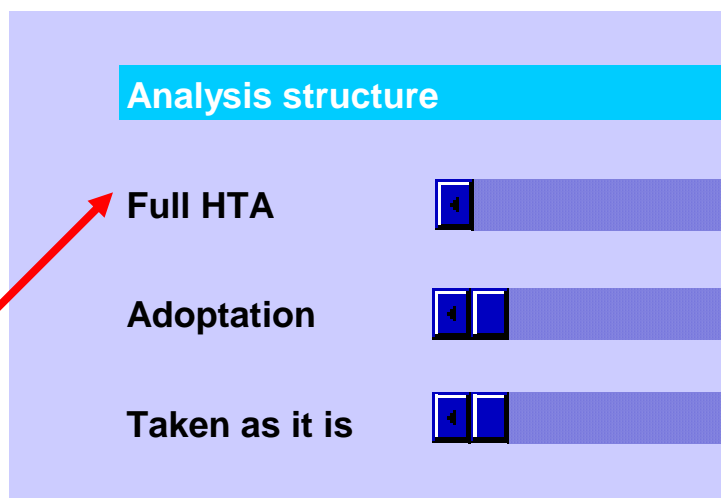 Analysis structure
Full HTA
Adoptation
Taken as it is